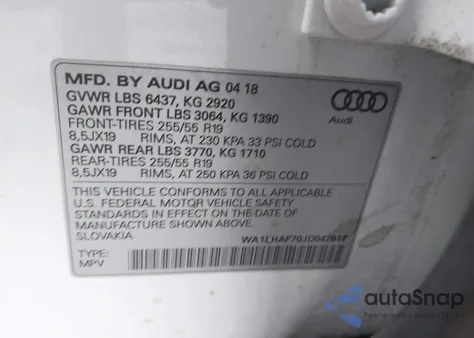 MFD. BY AUDI AG 04 18
GVWR LBS 6437, KG 2920
GAWR FRONT LBS 3064, KG 1390
FRONT-TIRES 255/55 R19
8,5JX19 RIMS, AT 230 KPA 33 PSI COLD
GAWR REAR LBS 3770, KG 1710
REAR-TIRES 255/55 R19
8,5JX19 RIMS, AT 250 KPA 36 PSI COLD
Audi
THIS VEHICLE CONFORMS TO ALL APPLICABLE
U.S. FEDERAL MOTOR VEHICLE SAFETY
STANDARDS IN EFFECT ON THE DATE OF
MANUFACTURE SHOWN ABOVE.
SLOVAKIA
TYPE:
MPV
autoSnap
www.autosnap.com